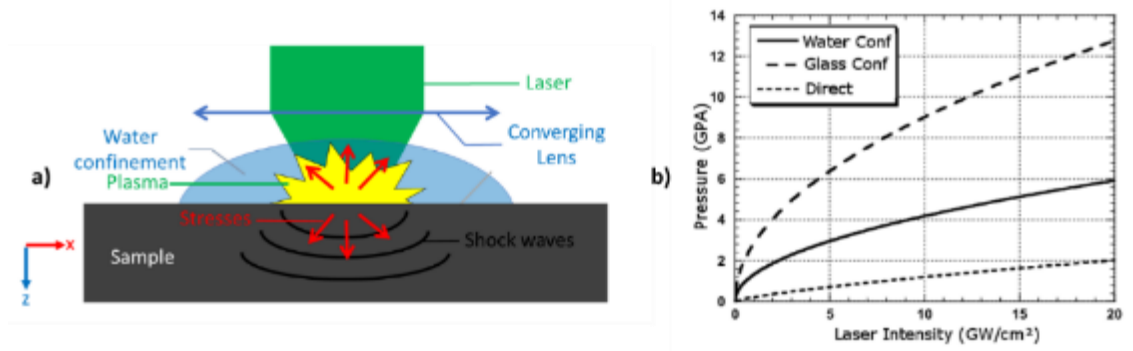 a)
Laser
Water
confinement
Plasma
Converging
Lens
Stresses
Shock waves
Sample
x
z
b)
Pressure (GPA)
14
12
10
8
6
4
2
0
Water Conf
Glass Conf
Direct
0
5
10
15
20
Laser Intensity (GW/cm²)